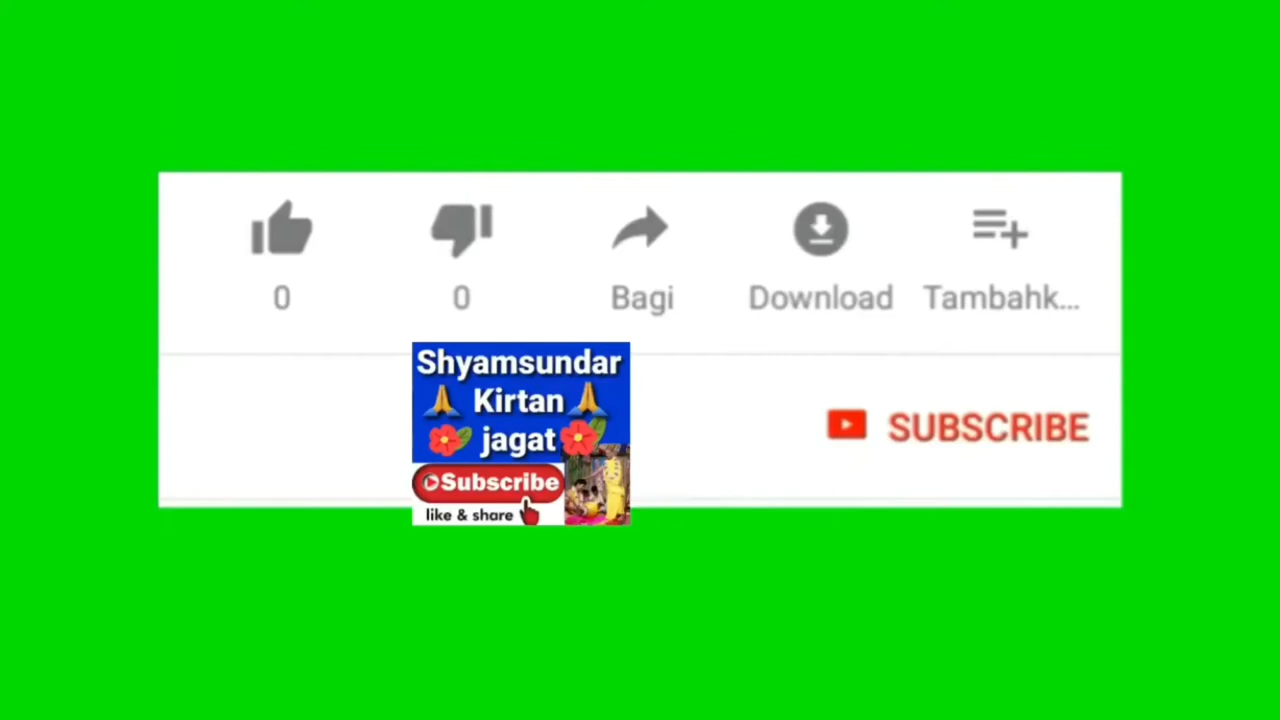 0
0
Bagi
Download
Tambahk...
Shyamsundar
Kirtan
jagat
Subscribe
like & share
SUBSCRIBE